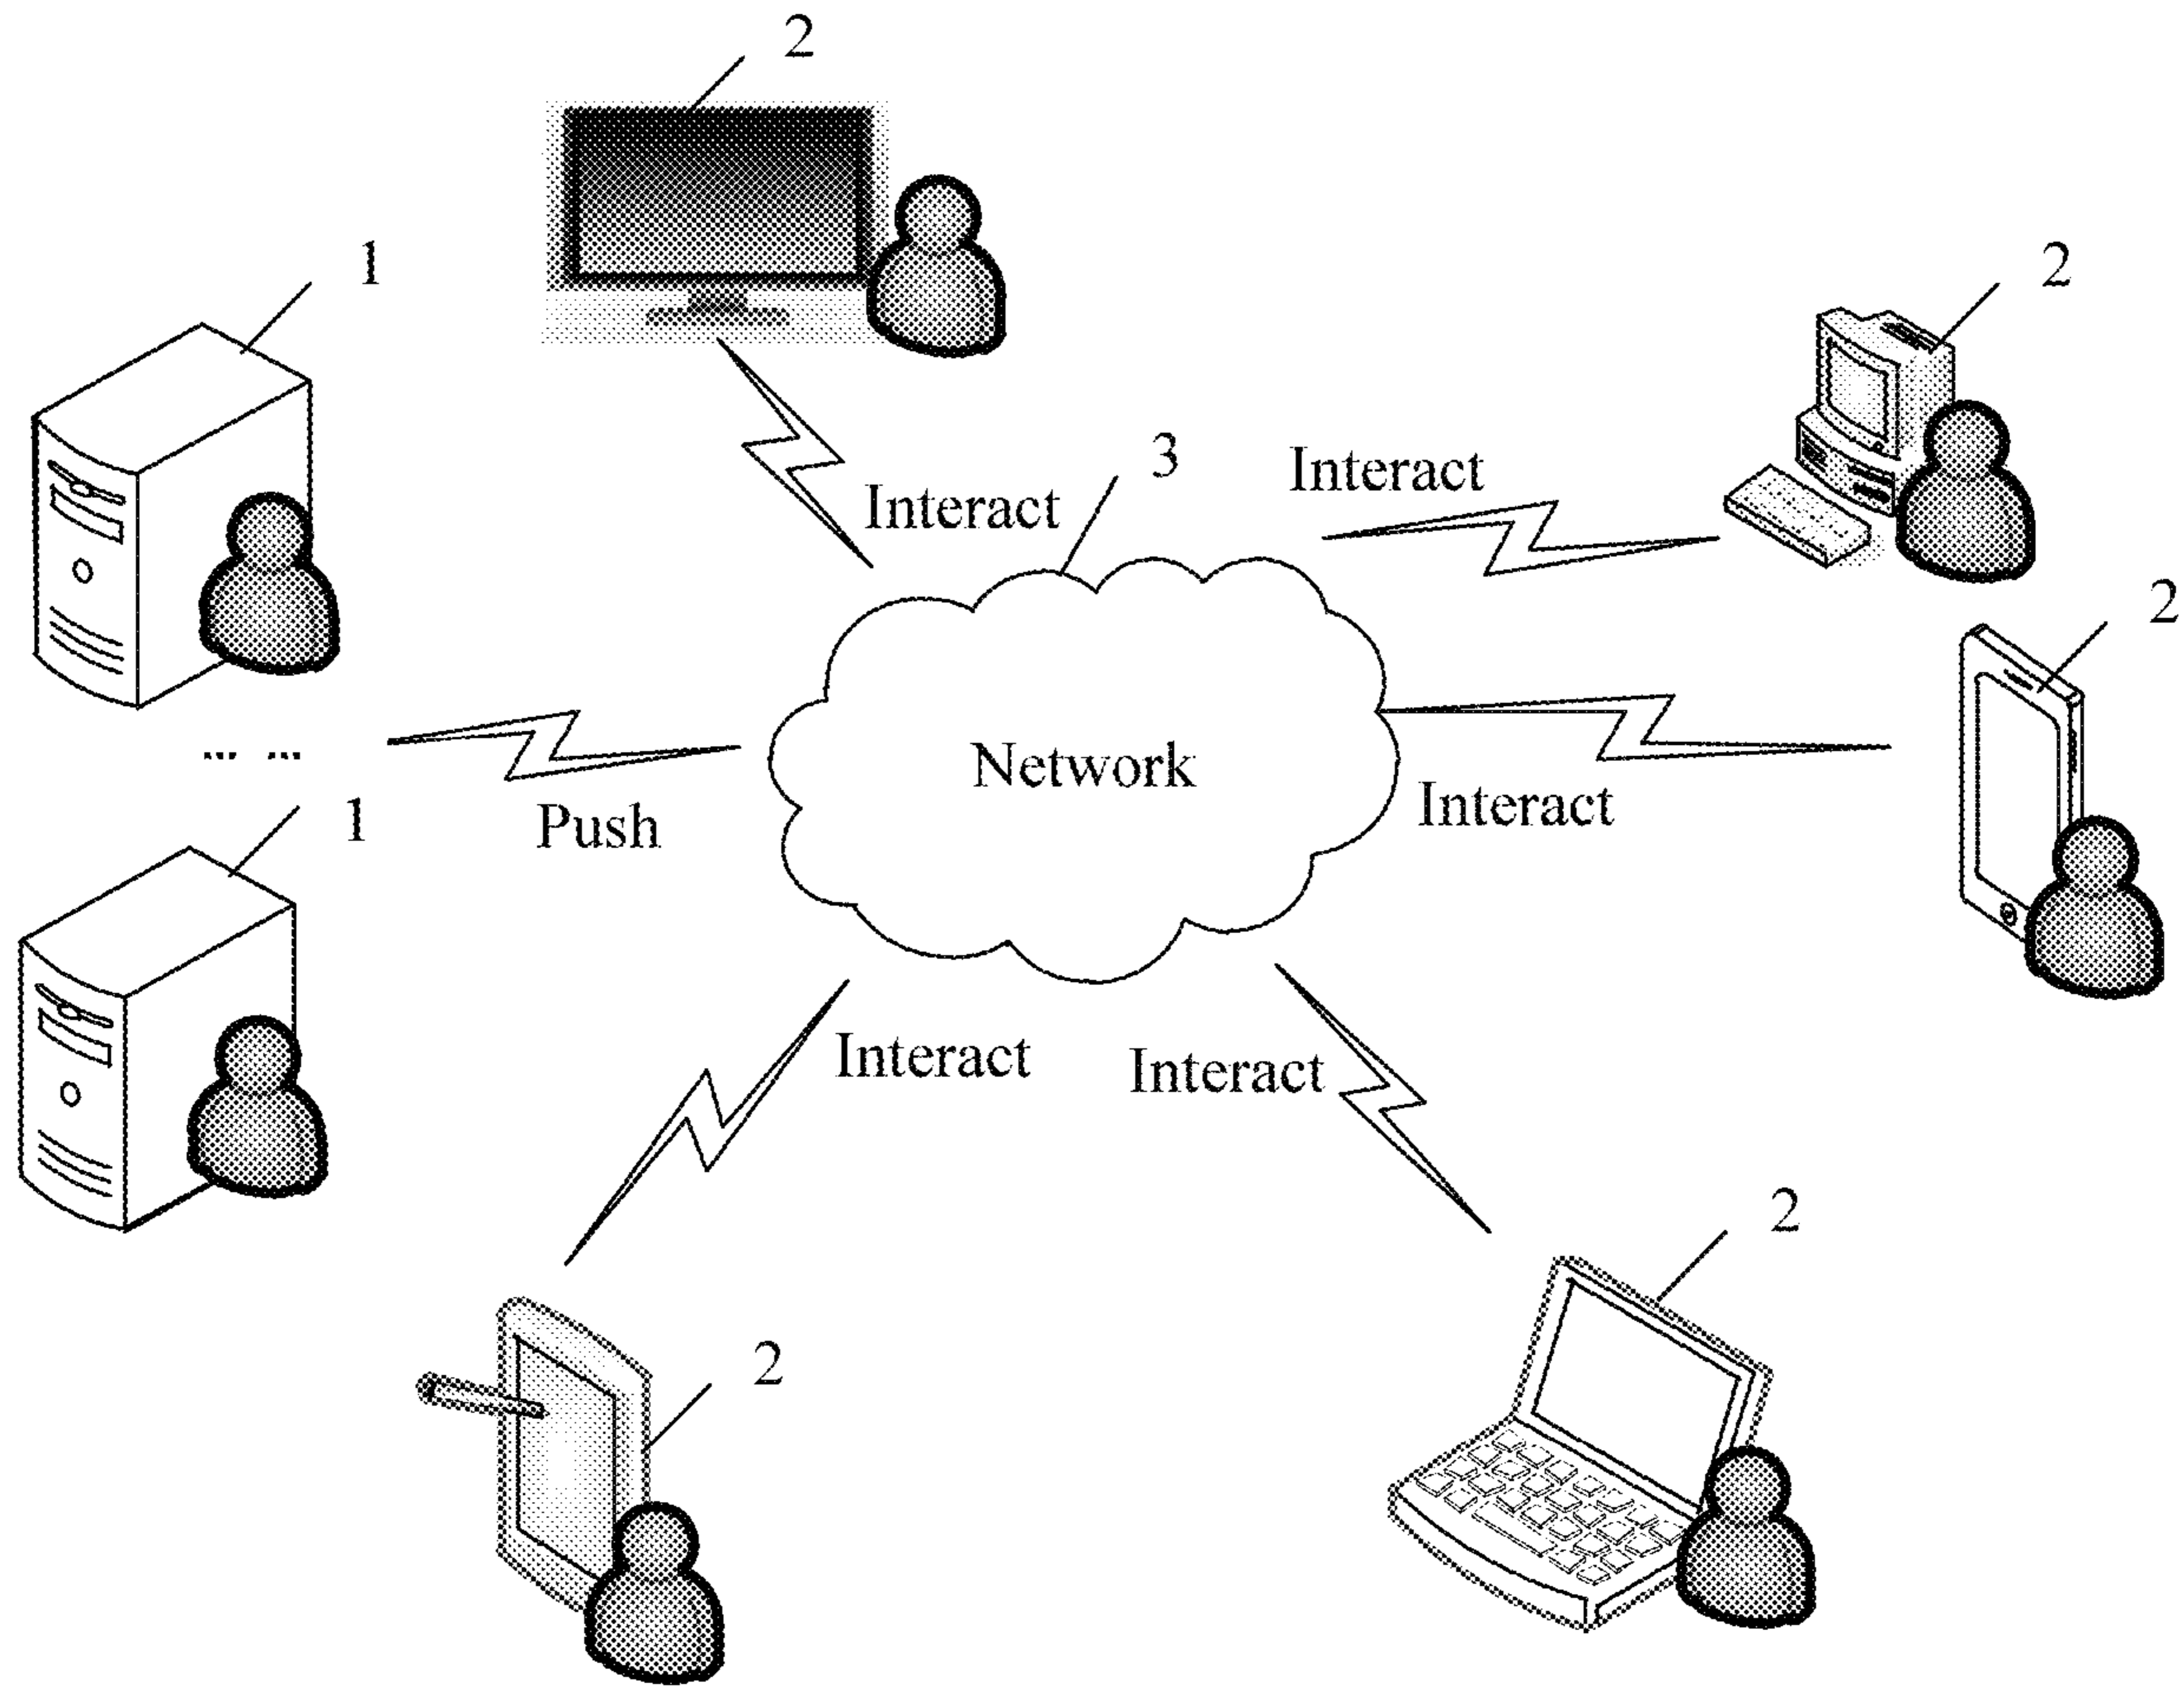 2
1
2
3
Interact
Interact
2
Network
Interact
... ...
1
Push
Interact
Interact
2
2